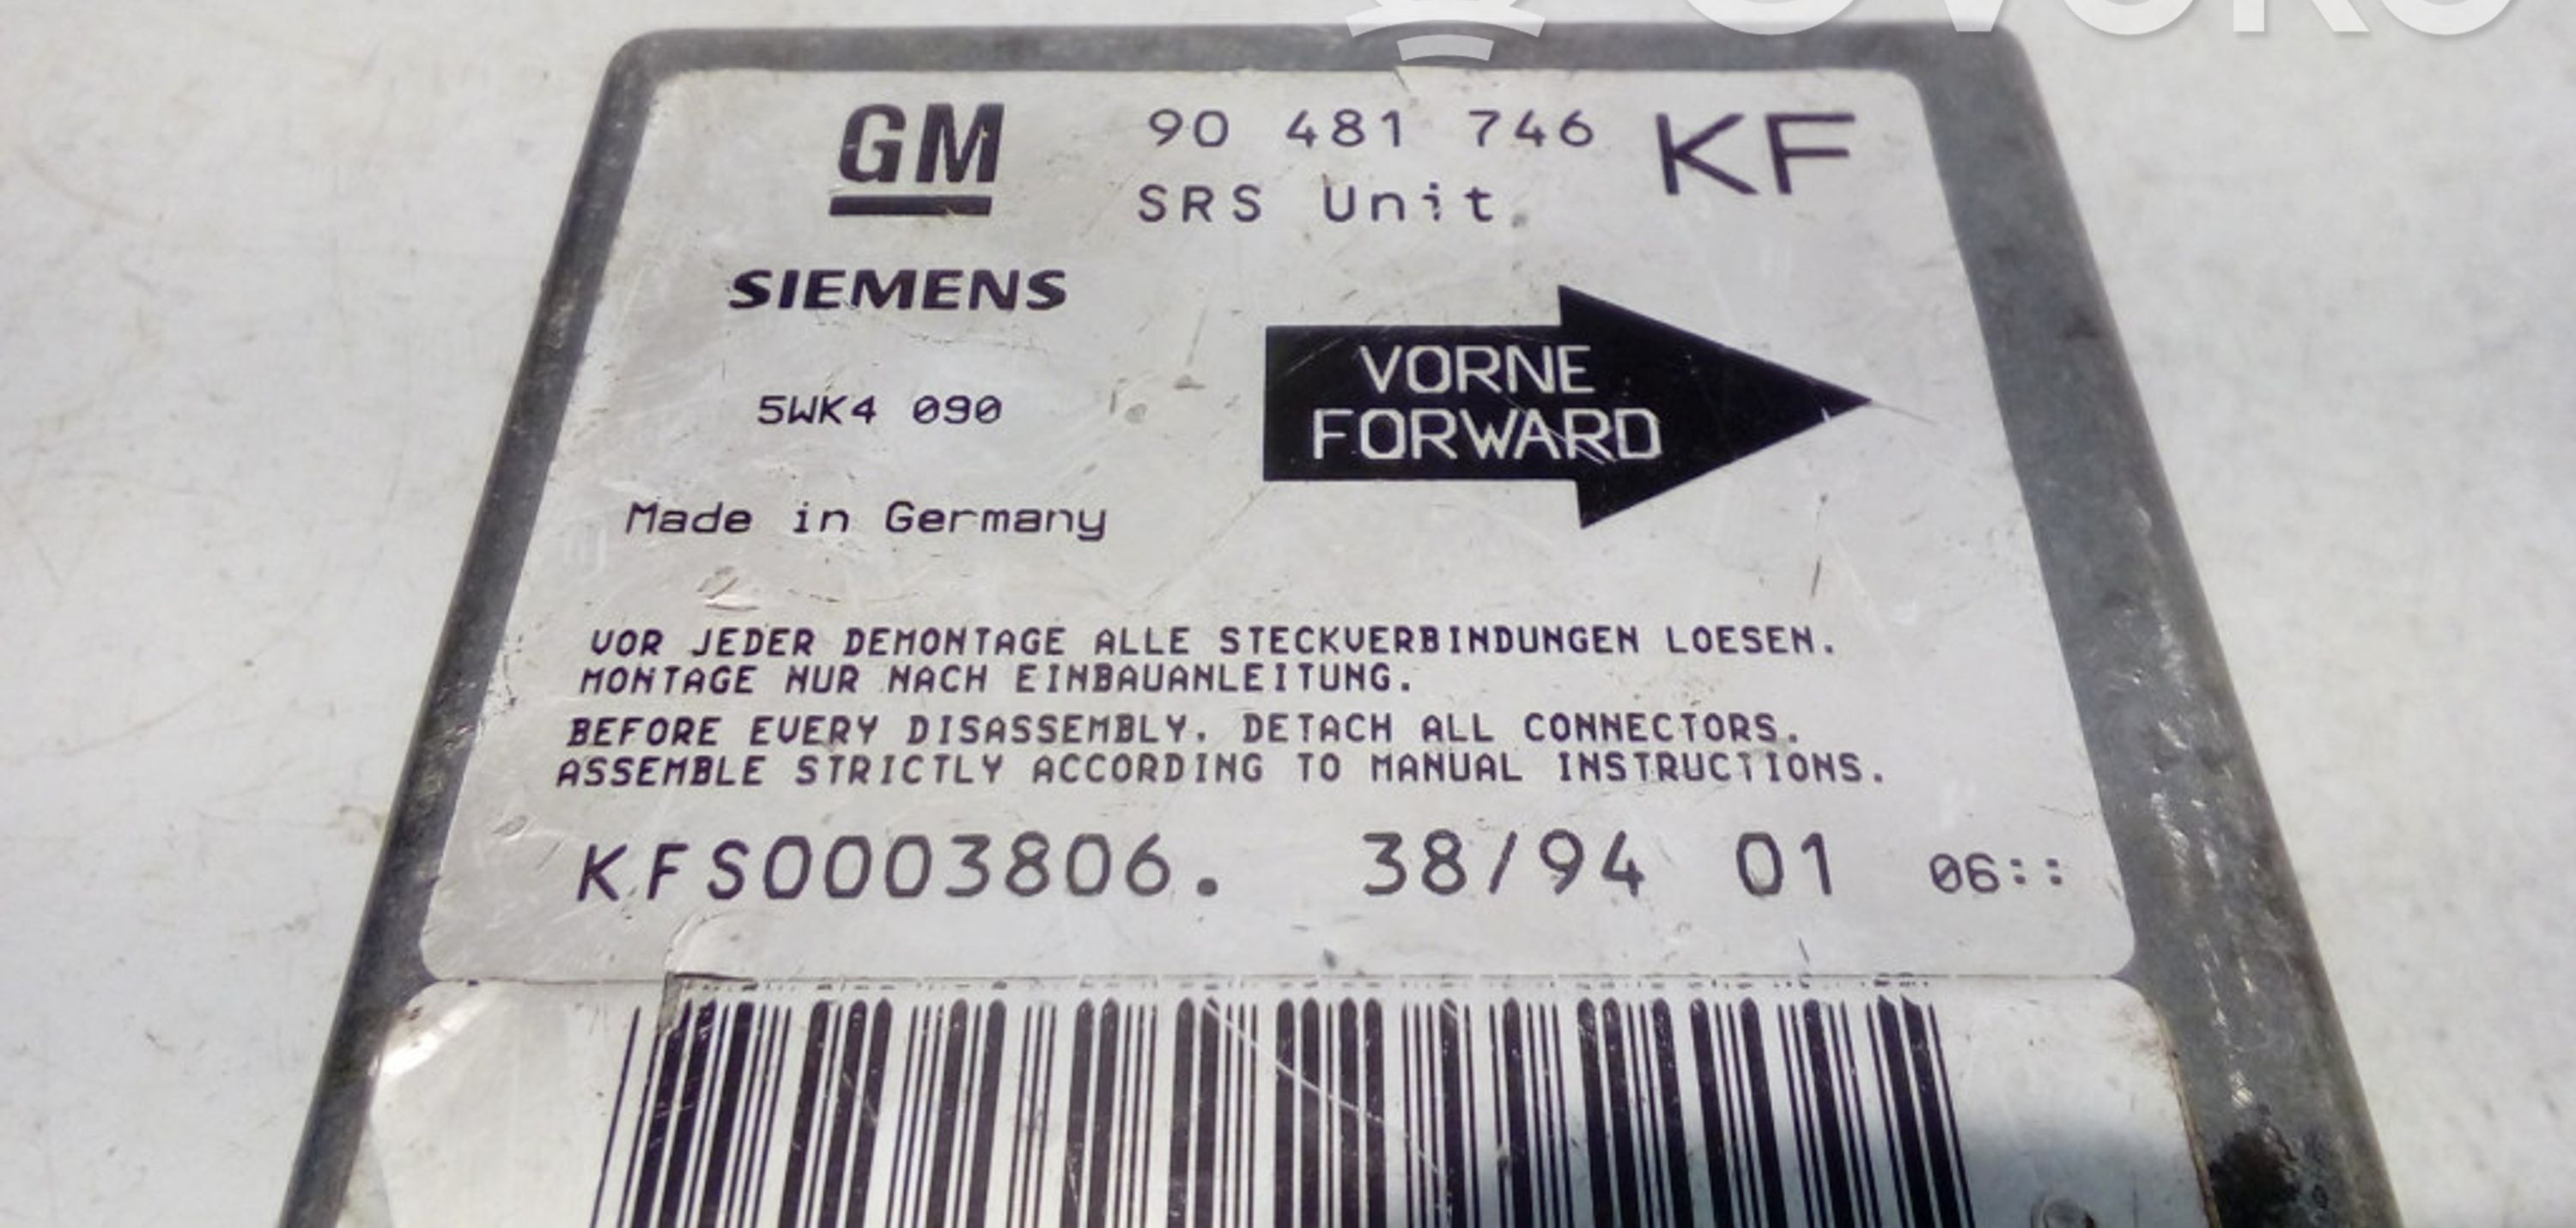 GM 90 481 746 KF
SRS Unit
SIEMENS
VORNE
FORWARD
5WK4 090
Made in Germany
VOR JEDER DEMONTAGE ALLE STECKVERBINDUNGEN LOESEN.
MONTAGE NUR NACH EINBAUANLEITUNG.
BEFORE EVERY DISASSEMBLY, DETACH ALL CONNECTORS.
ASSEMBLE STRICTLY ACCORDING TO MANUAL INSTRUCTIONS.
KFS0003806. 38/94 01 06::